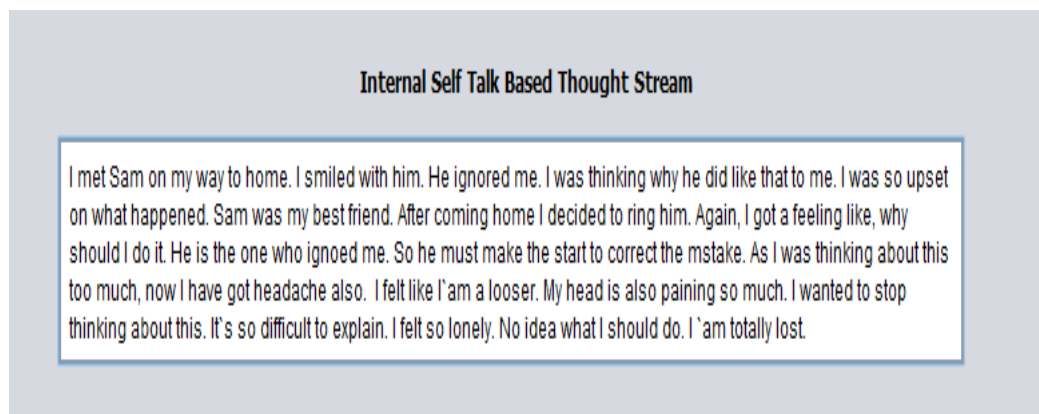 Internal Self Talk Based Thought Stream
I met Sam on my way to home. I smiled with him. He ignored me. I was thinking why he did like that to me. I was so upset
on what happened. Sam was my best friend. After coming home I decided to ring him. Again, I got a feeling like, why
should I do it. He is the one who ignoed me. So he must make the start to correct the mstake. As I was thinking about this
too much, now I have got headache also.  I felt like I`am a looser. My head is also paining so much. I wanted to stop
thinking about this. It`s so difficult to explain. I felt so lonely. No idea what I should do. I `am totally lost.